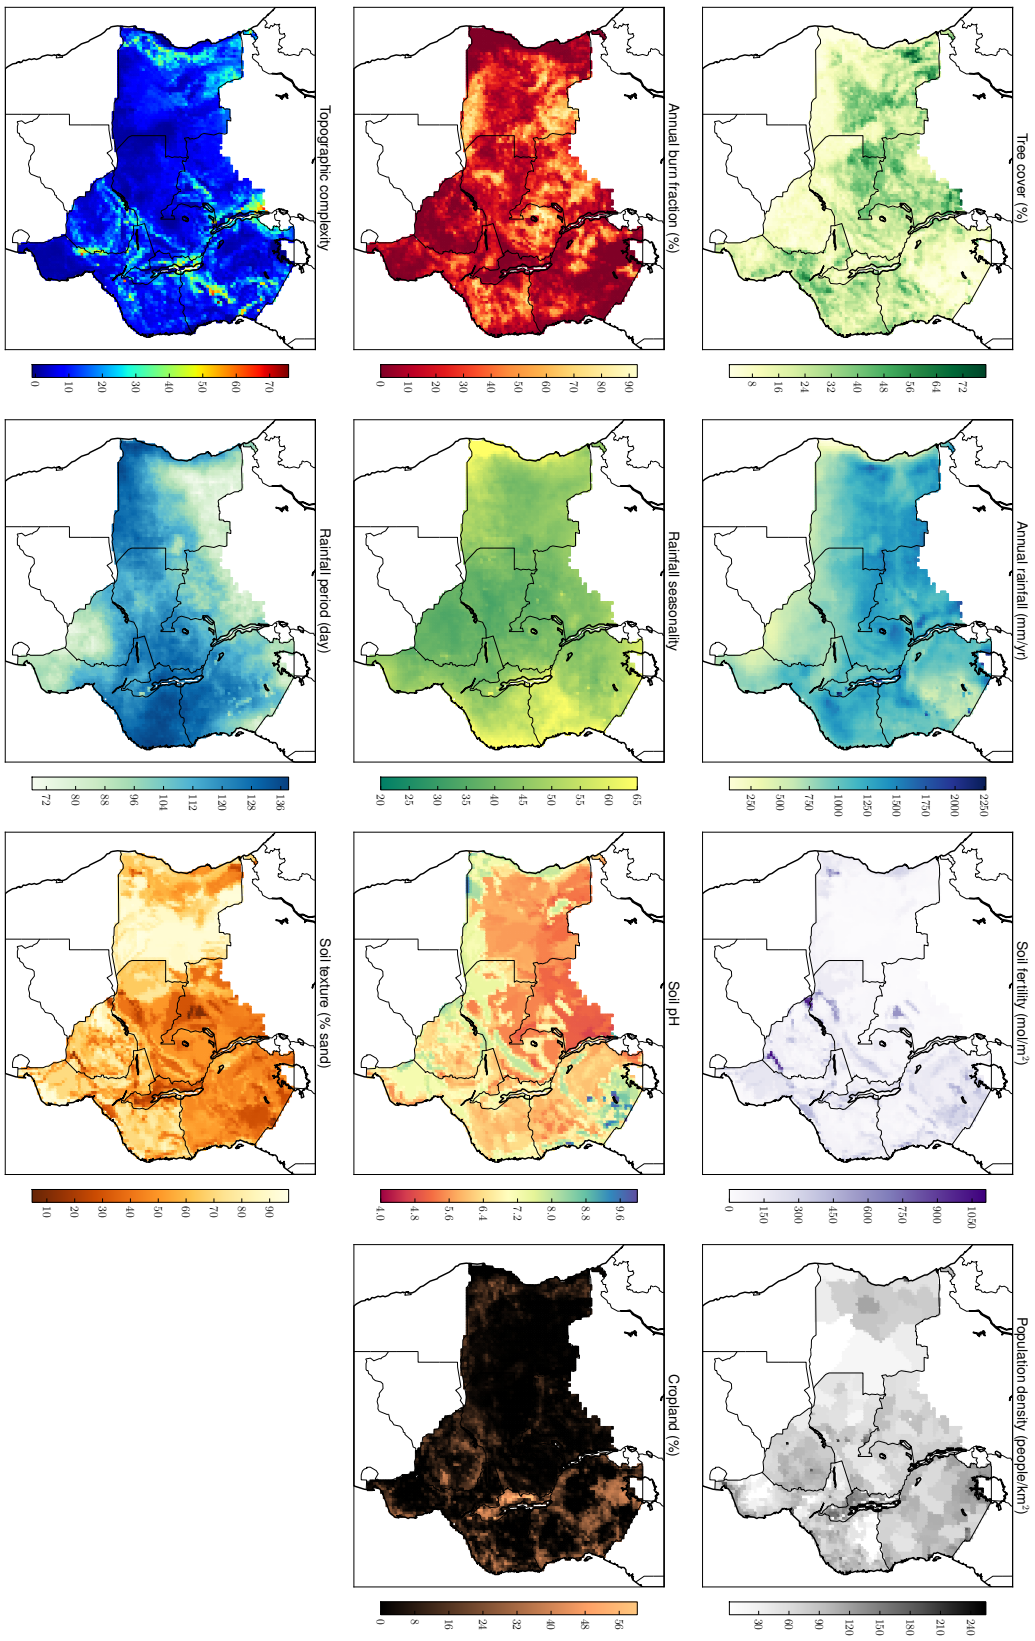 Tree cover (%)
8 16 24 32 40 48 56 64 72
Annual rainfall (mm/yr)
250 500 750 1000 1250 1500 1750 2000 2250
Soil fertility (mol/m²)
0 150 300 450 600 750 900 1050
Population density (people/km²)
30 60 90 120 150 180 210 240
Annual burn fraction (%)
0 10 20 30 40 50 60 70 80 90
Rainfall seasonality
20 25 30 35 40 45 50 55 60 65
Soil pH
4.0 4.8 5.6 6.4 7.2 8.0 8.8 9.6
Cropland (%)
0 8 16 24 32 40 48 56
Topographic complexity
0 10 20 30 40 50 60 70
Rainfall period (day)
72 80 88 96 104 112 120 128 136
Soil texture (% sand)
10 20 30 40 50 60 70 80 90